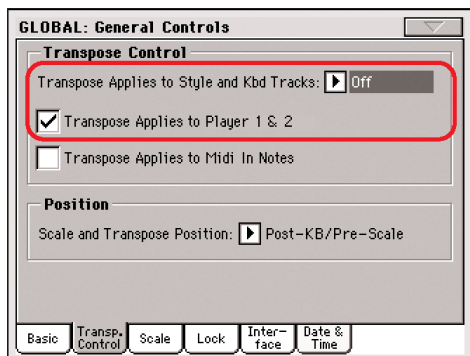 GLOBAL: General Controls
Transpose Control
Transpose Applies to Style and Kbd Tracks: Off
Transpose Applies to Player 1 & 2
Transpose Applies to Midi In Notes
Position
Scale and Transpose Position: Post-KB/Pre-Scale
Basic Transp. Control Scale Lock Inter-face Date & Time